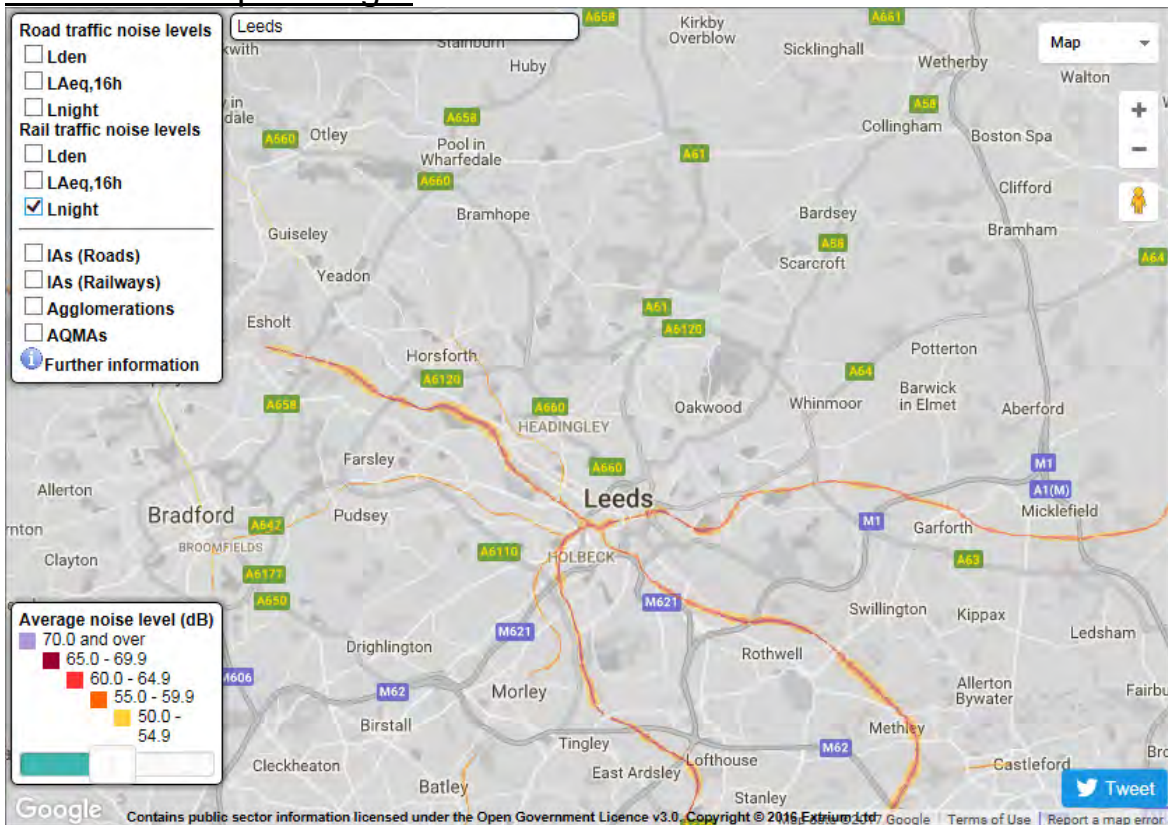 Road traffic noise levels
Lden
LAeq,16h
Lnight
Rail traffic noise levels
Lden
LAeq,16h
Lnight
IAs (Roads)
IAs (Railways)
Agglomerations
AQMAs
Further information
Leeds
Map
A658
Kirkby
Overblow
A661
Sicklinghall
Wetherby
Walton
Huby
A58
Collingham
Boston Spa
A658
A660
Otley
Pool in
Wharfedale
A61
A660
Clifford
Bramhope
Bardsey
Bramham
Guiseley
A58
Scarcroft
A64
Yeadon
A61
A6120
Esholt
Horsforth
A6120
Potterton
A64
Barwick
in Elmet
A658
A660
HEADINGLEY
Oakwood
Whinmoor
Aberford
Farsley
A660
M1
A1(M)
Allerton
Leeds
Micklefield
Bradford
Pudsey
A647
M1
Garforth
BROOMFIELDS
Clayton
A6110
HOLBECK
A63
A6177
A650
M621
Swillington
Kippax
Ledsham
M621
Drighlington
Rothwell
M606
M62
Morley
Allerton
Bywater
Birstall
Methley
Tingley
M62
Cleckheaton
Lofthouse
East Ardsley
Castleford
Batley
Stanley
Average noise level (dB)
70.0 and over
65.0 - 69.9
60.0 - 64.9
55.0 - 59.9
50.0 -
54.9
Tweet
Google
Contains public sector information licensed under the Open Government Licence v3.0, Copyright © 2016 Extrium Ltd
Google
Terms of Use
Report a map error